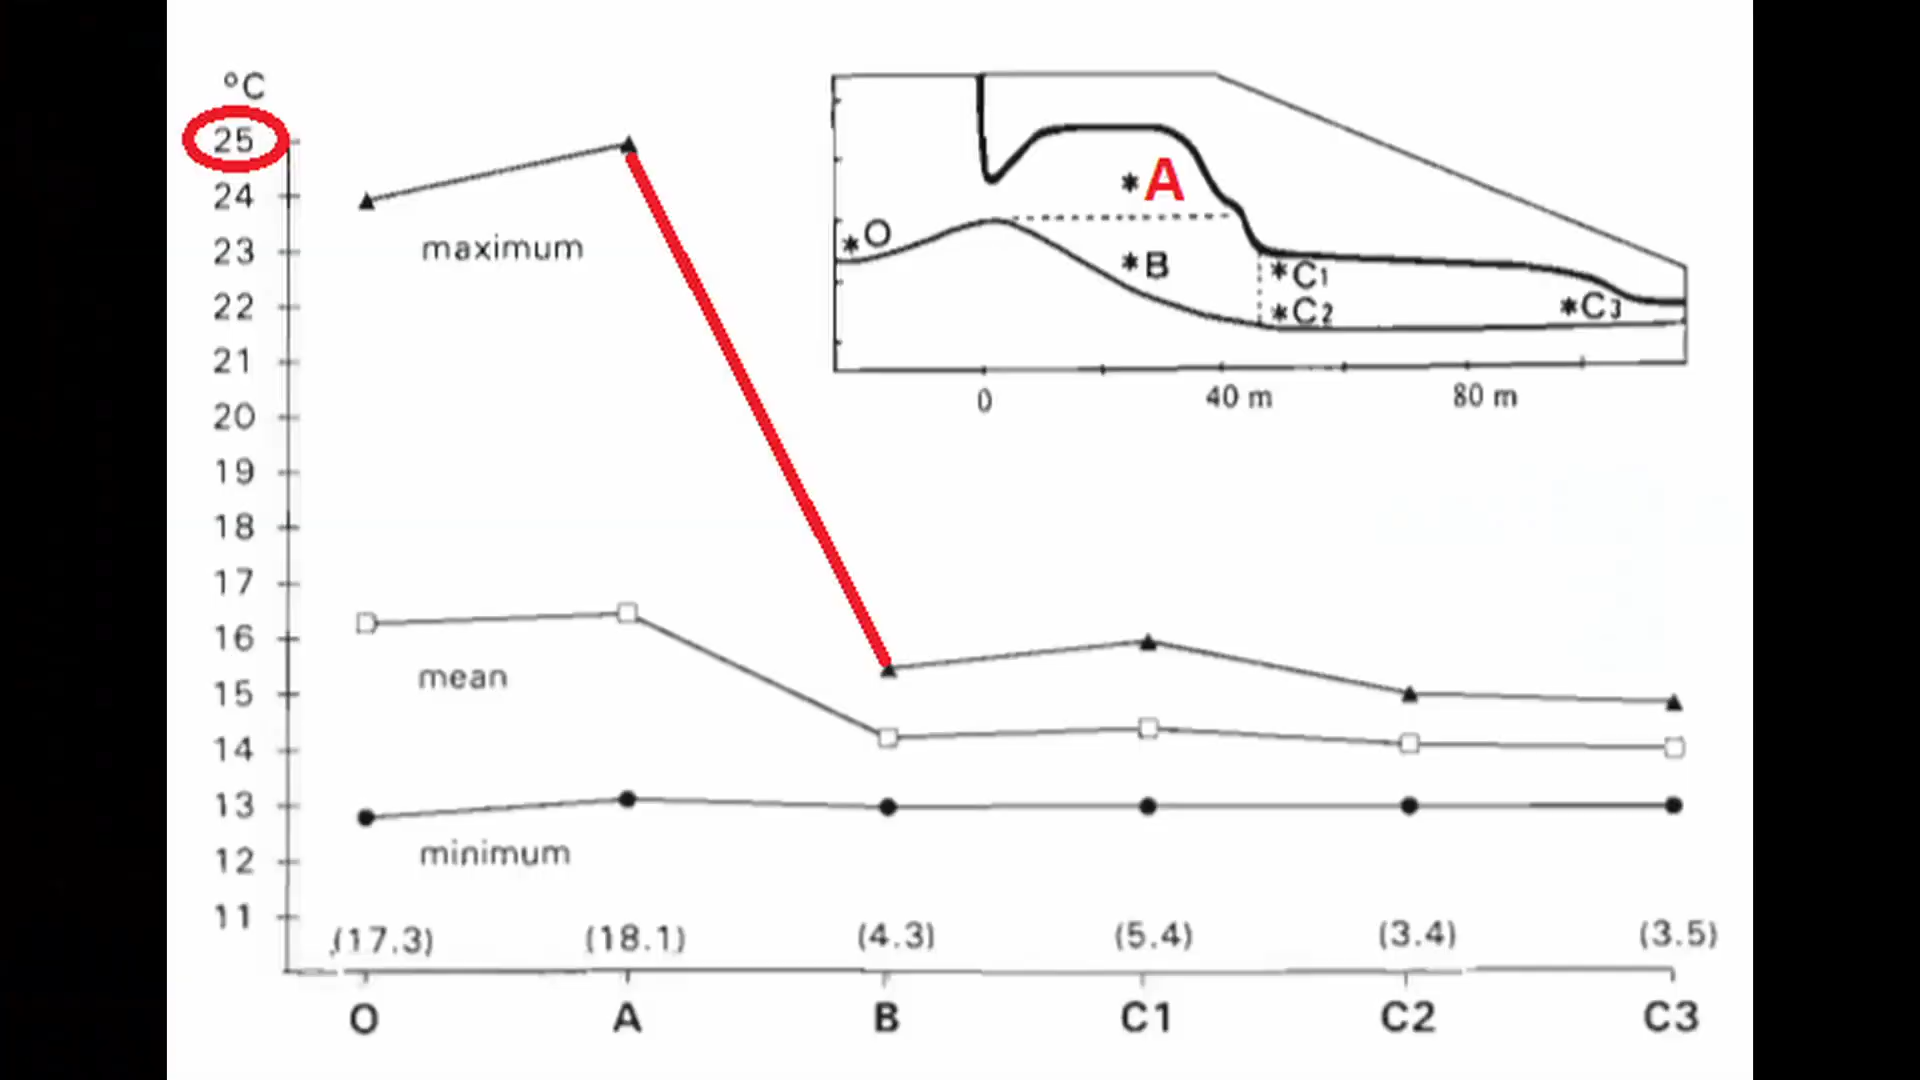 °C
25
24
23
22
21
20
19
18
17
16
15
14
13
12
11
maximum
mean
minimum
(17.3) (18.1) (4.3) (5.4) (3.4) (3.5)
O A B C1 C2 C3
*A
*O
*B
*C1
*C2
*C3
0 40 m 80 m